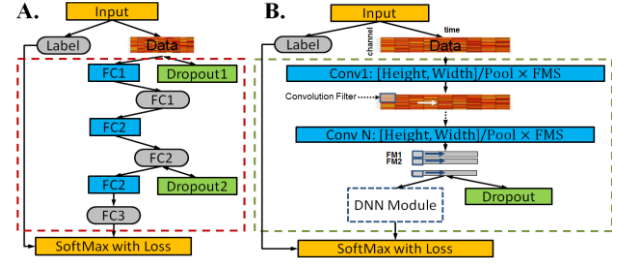 A.
Input
Label
Data
FC1
Dropout1
FC1
FC2
FC2
FC2
Dropout2
FC3
SoftMax with Loss
B.
Input
Label
channel
time
Data
Conv1: [Height, Width]/Pool × FMS
Convolution Filter
Conv N: [Height, Width]/Pool × FMS
FM1
FM2
DNN Module
Dropout
SoftMax with Loss